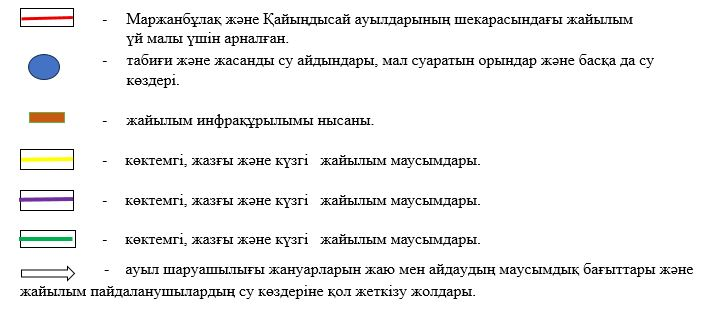 - Маржанбұлақ және Қайыңдысай ауылдарының шекарасындағы жайылым
үй малы үшін арналған.
- табиғи және жасанды су айдындары, мал суаратын орындар және басқа да су
көздері.
- жайылым инфрақұрылымы нысаны.
- көктемгі, жазғы және күзгі жайылым маусымдары.
- көктемгі, жазғы және күзгі жайылым маусымдары.
- көктемгі, жазғы және күзгі жайылым маусымдары.
- ауыл шаруашылығы жануарларын жаю мен айдаудың маусымдық бағыттары және
жайылым пайдаланушылардың су көздеріне қол жеткізу жолдары.